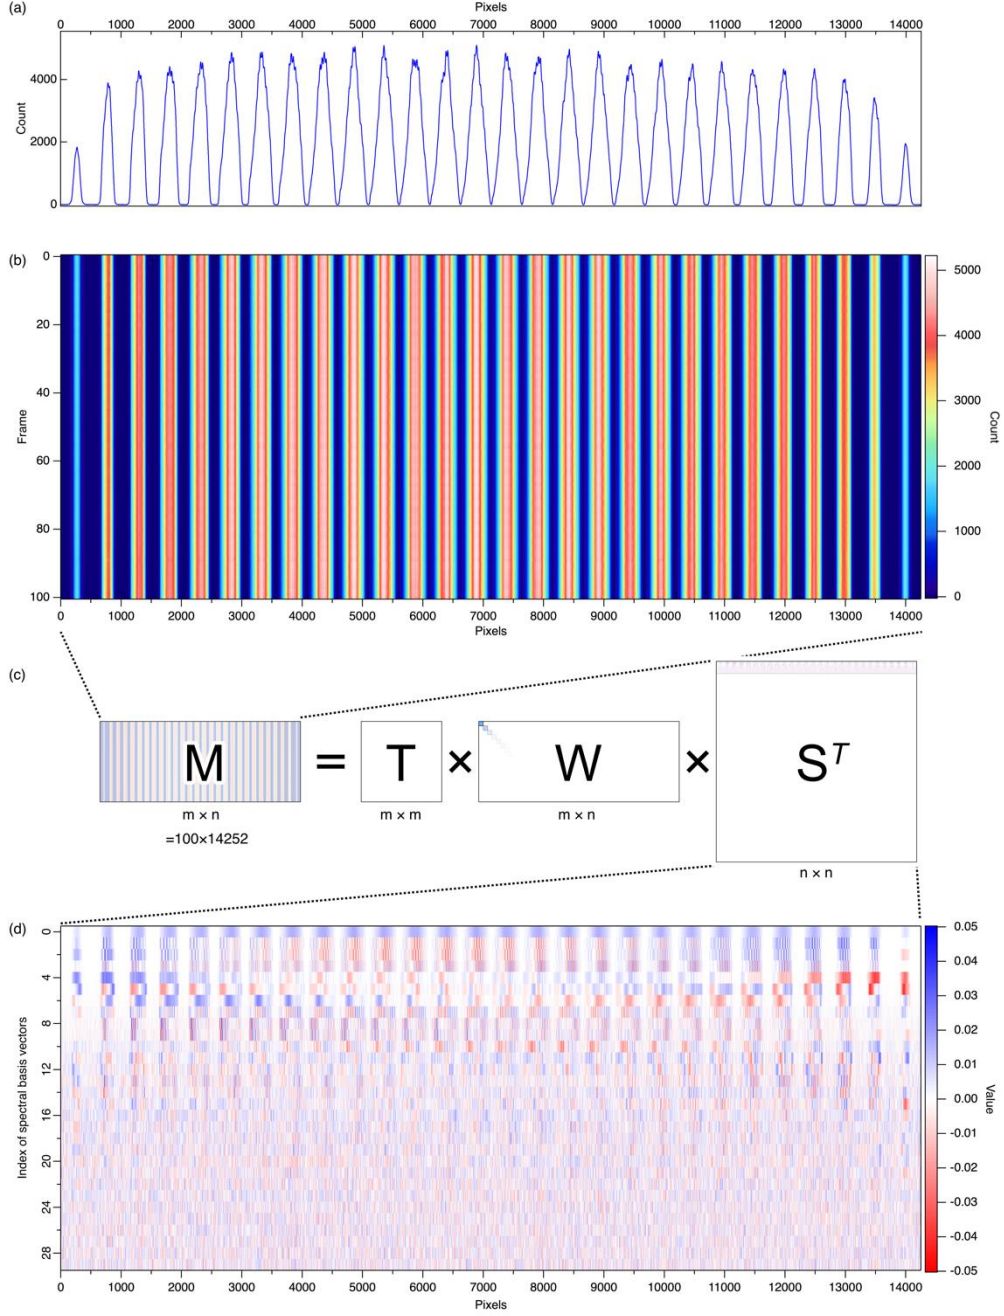 (a)
Pixels
0 1000 2000 3000 4000 5000 6000 7000 8000 9000 10000 11000 12000 13000 14000
Count
4000
2000
0
(b)
Frame
0
20
40
60
80
100
5000
4000
3000
2000
1000
0
Count
0 1000 2000 3000 4000 5000 6000 7000 8000 9000 10000 11000 12000 13000 14000
Pixels
(c)
M = T × W × Sᵀ
m × n m × m m × n
=100×14252
n × n
(d)
Index of spectral basis vectors
0
4
8
12
16
20
24
28
0.05
0.04
0.03
0.02
0.01
0.00
-0.01
-0.02
-0.03
-0.04
-0.05
Value
0 1000 2000 3000 4000 5000 6000 7000 8000 9000 10000 11000 12000 13000 14000
Pixels